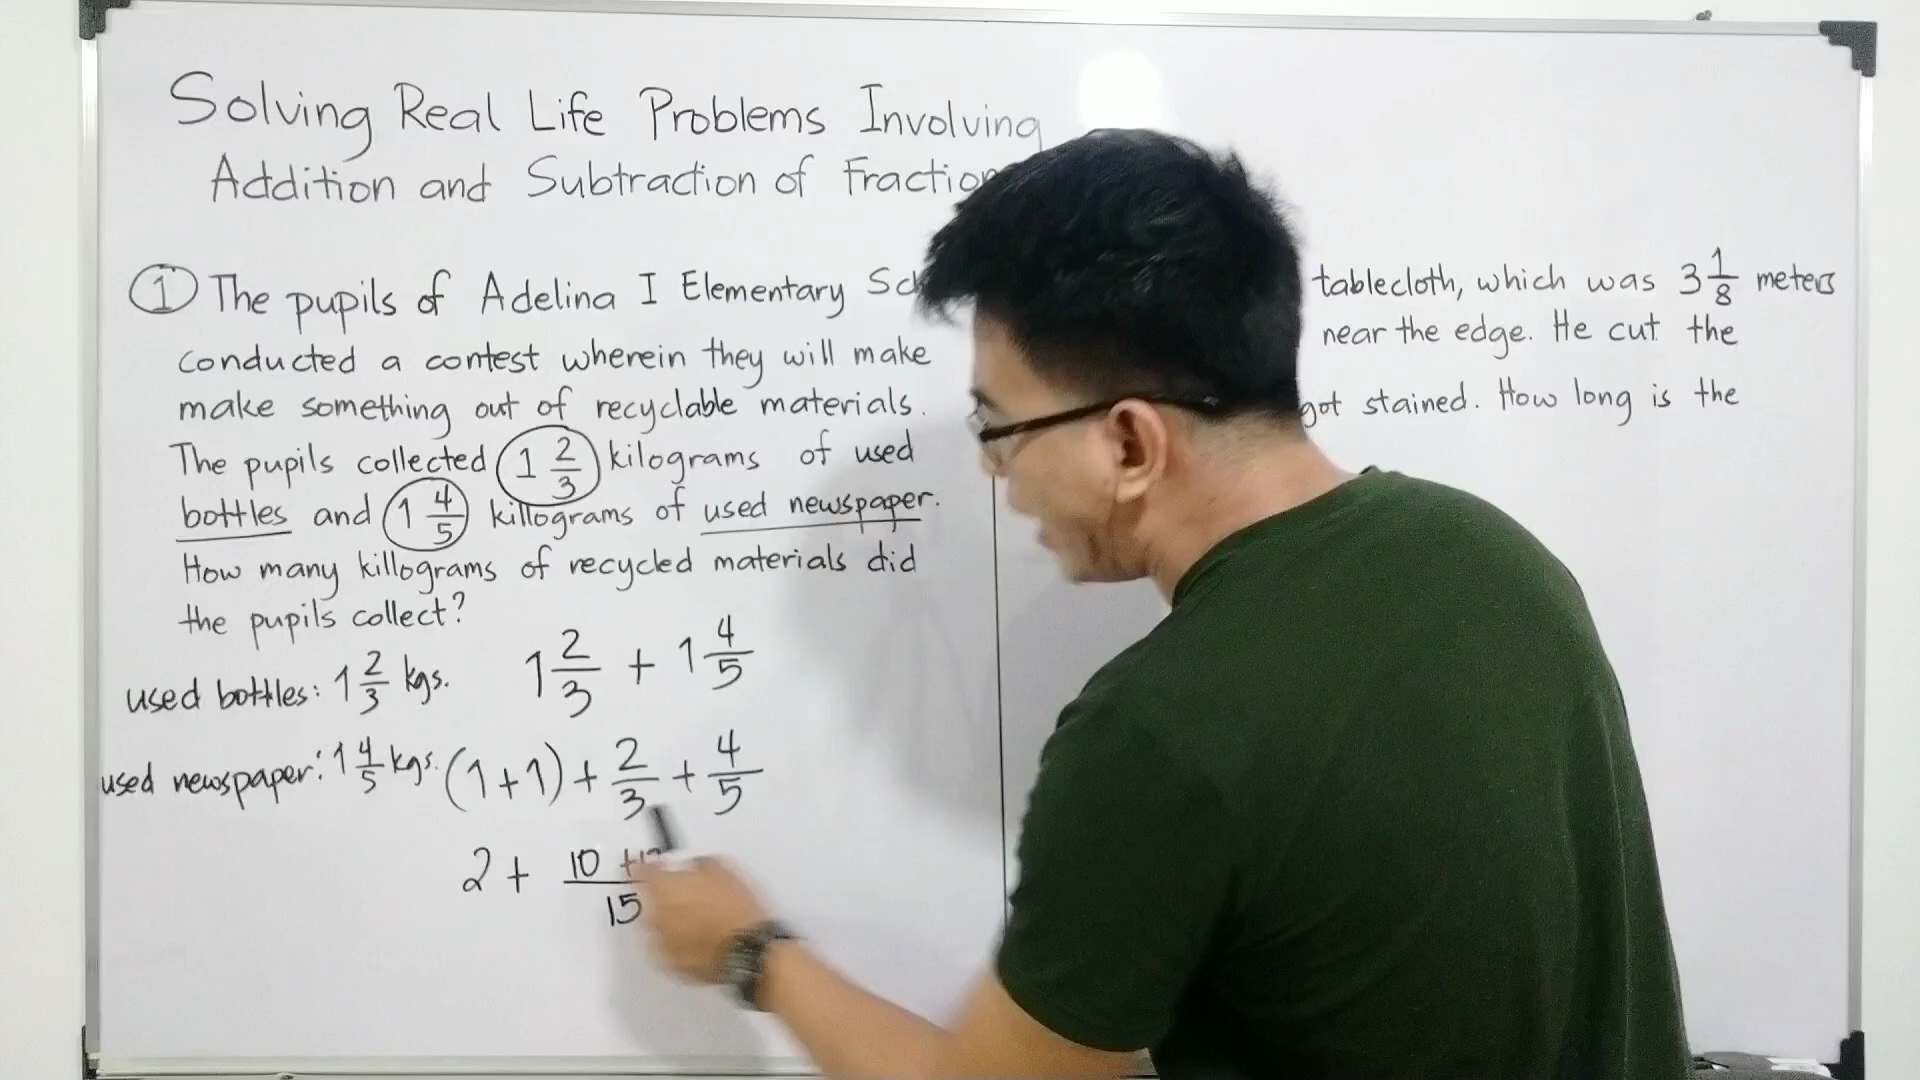 Solving Real Life Problems Involving
Addition and Subtraction of Fraction
① The pupils of Adelina I Elementary Sch
conducted a contest wherein they will make
make something out of recyclable materials.
The pupils collected 1 2/3 kilograms of used
bottles and 1 4/5 killograms of used newspaper.
How many killograms of recycled materials did
the pupils collect?
used bottles: 1 2/3 kgs.
used newspaper: 1 4/5 kgs.
1 2/3 + 1 4/5
(1+1) + 2/3 + 4/5
2 + 10 + 12/15
tablecloth, which was 3 1/8 meters
near the edge. He cut the
got stained. How long is the